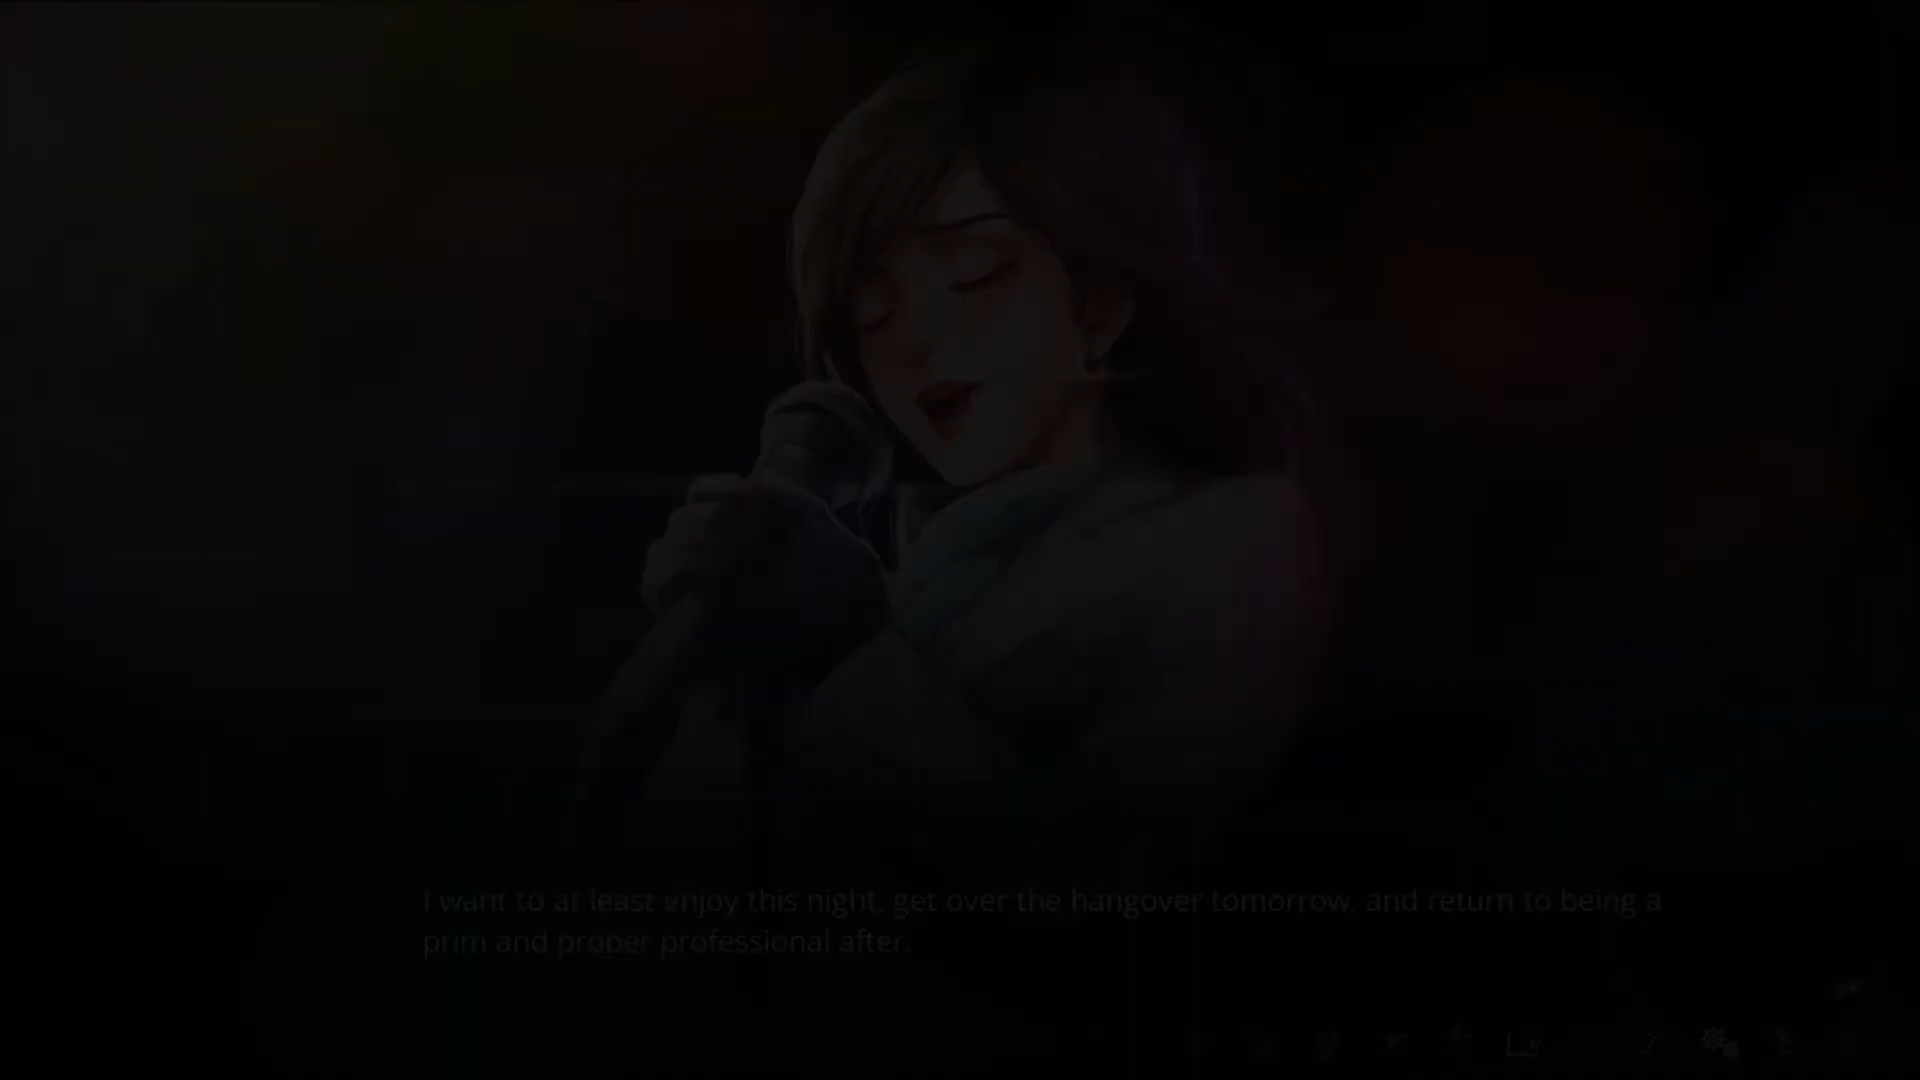 I want to at least enjoy this night, get over the hangover tomorrow, and return to being a
prim and proper professional after.